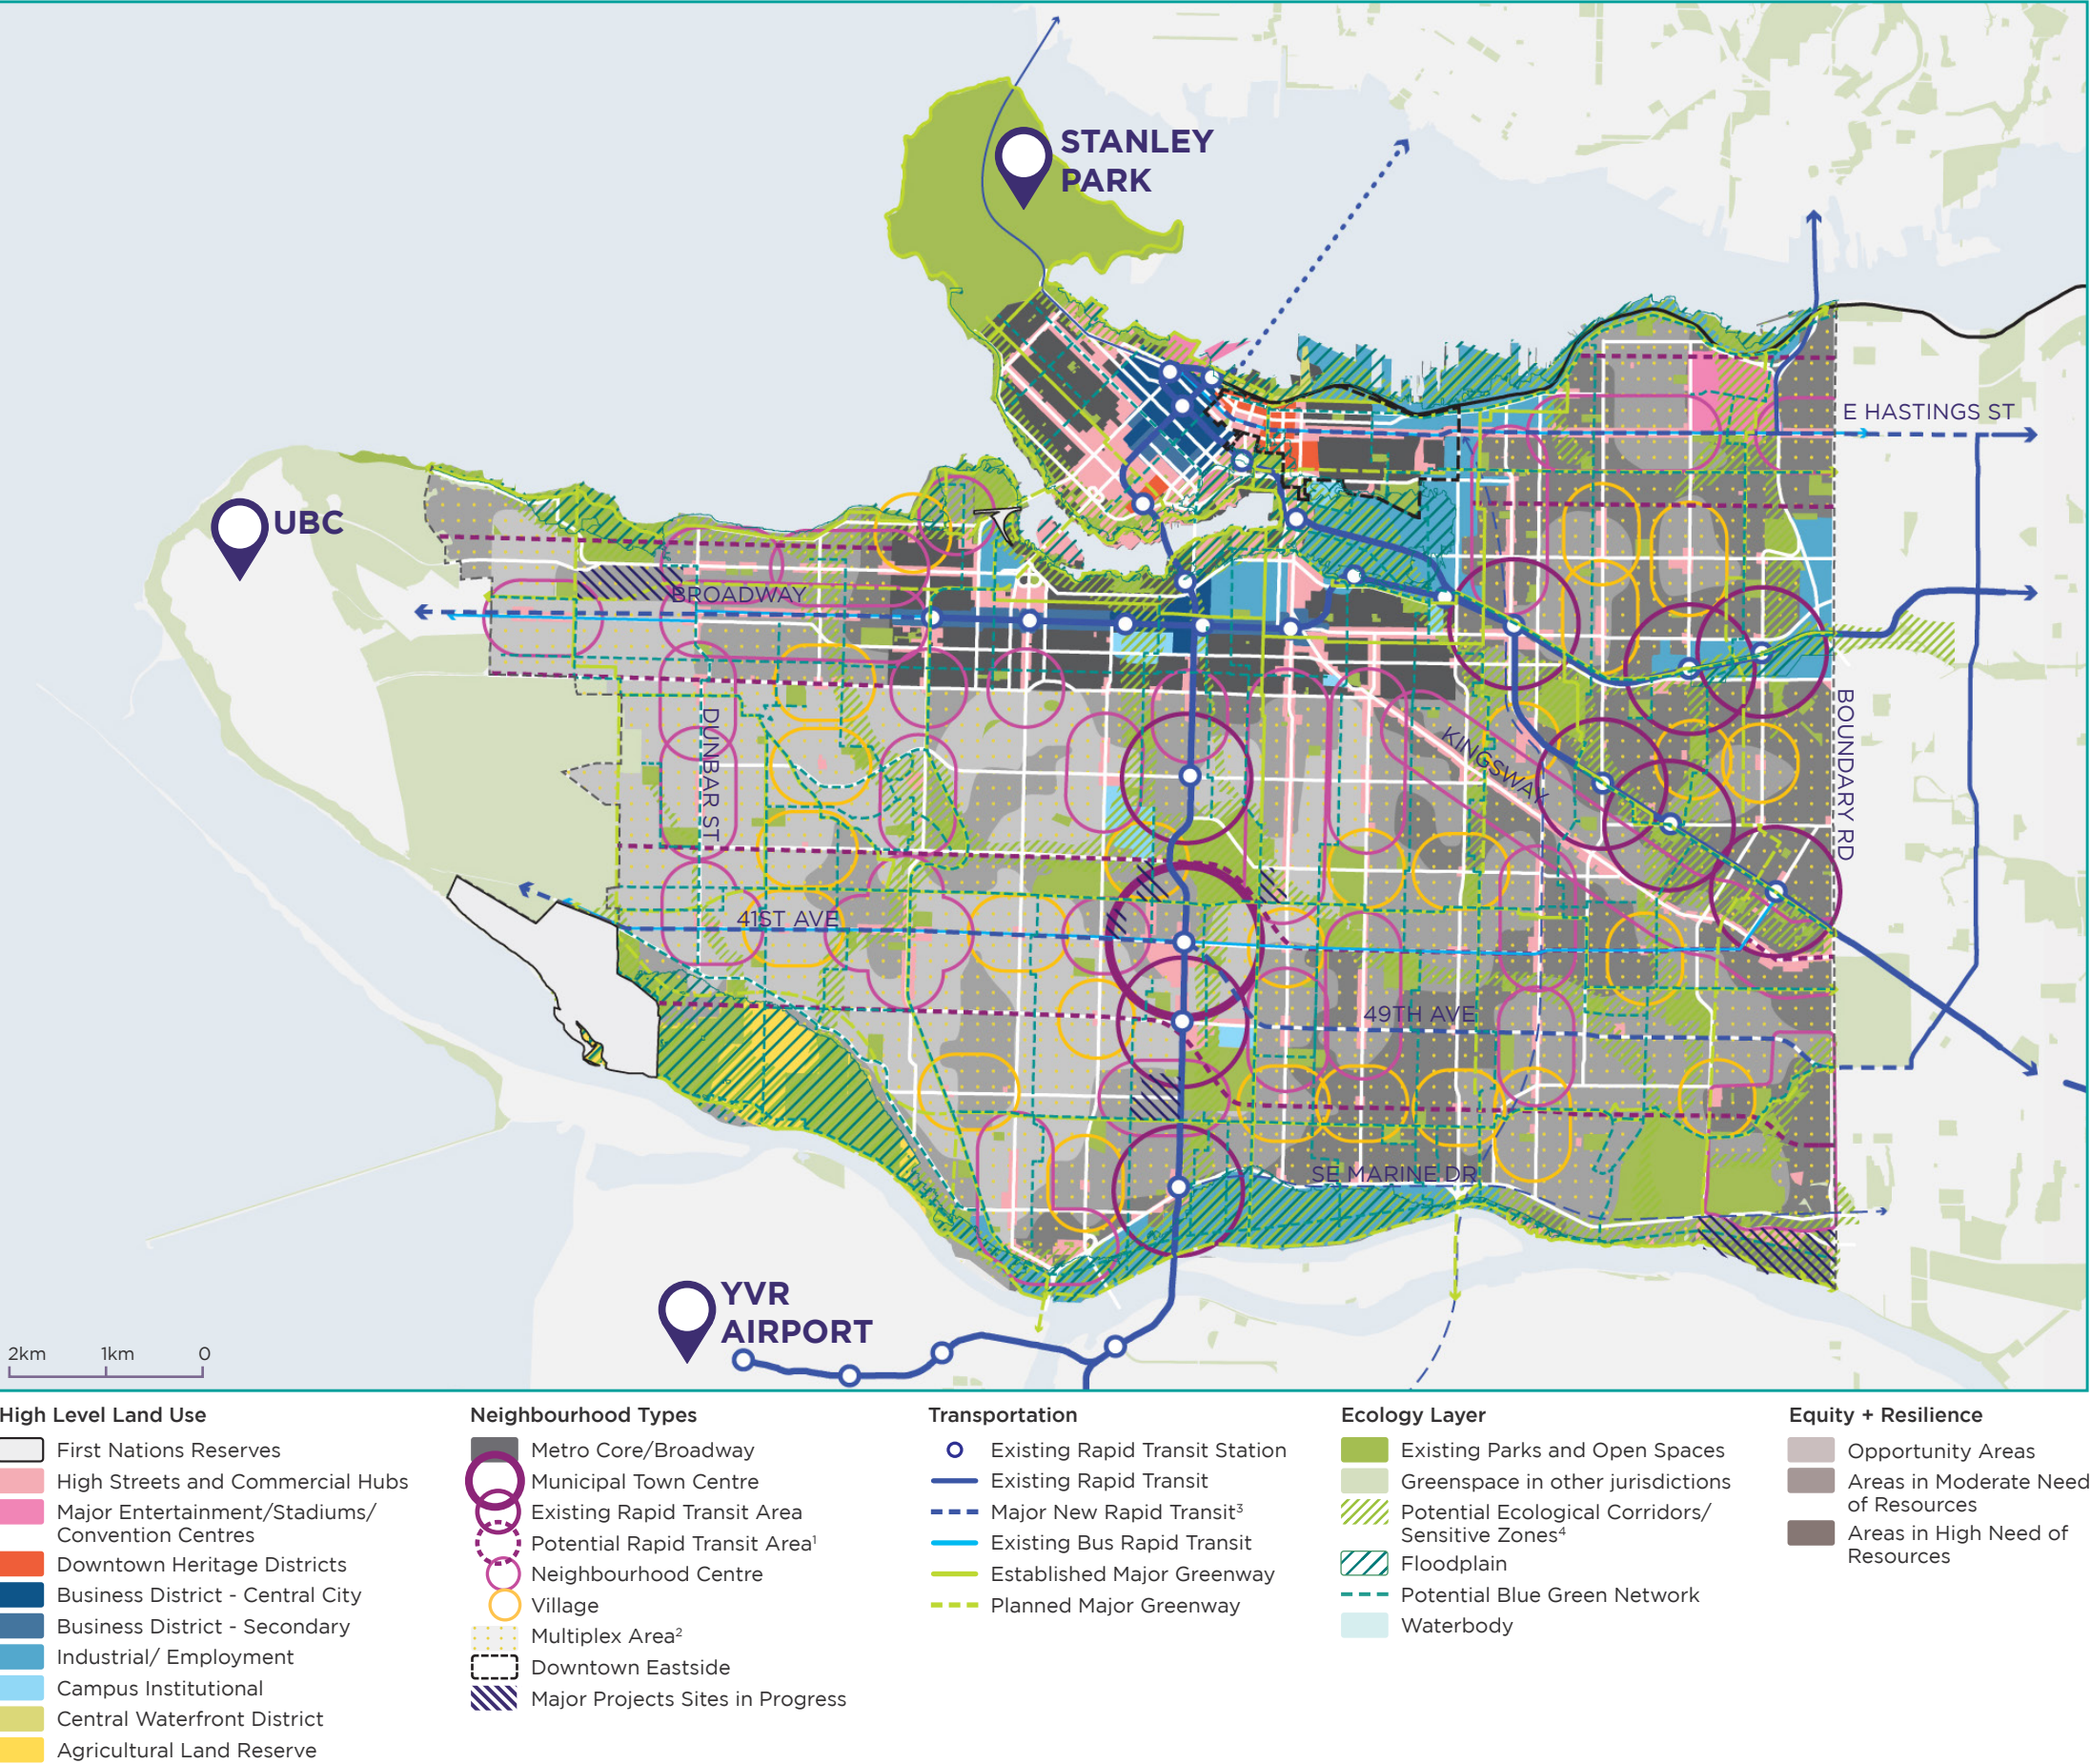 STANLEY
PARK
E HASTINGS ST
UBC
BROADWAY
DUNBAR ST
BOUNDARY RD
KINGSWAY
41ST AVE
49TH AVE
SE MARINE DR
YVR
AIRPORT
2km 1km 0
High Level Land Use
First Nations Reserves
High Streets and Commercial Hubs
Major Entertainment/Stadiums/
Convention Centres
Downtown Heritage Districts
Business District - Central City
Business District - Secondary
Industrial/ Employment
Campus Institutional
Central Waterfront District
Agricultural Land Reserve
Neighbourhood Types
Metro Core/Broadway
Municipal Town Centre
Existing Rapid Transit Area
Potential Rapid Transit Area¹
Neighbourhood Centre
Village
Multiplex Area²
Downtown Eastside
Major Projects Sites in Progress
Transportation
Existing Rapid Transit Station
Existing Rapid Transit
Major New Rapid Transit³
Existing Bus Rapid Transit
Established Major Greenway
Planned Major Greenway
Ecology Layer
Existing Parks and Open Spaces
Greenspace in other jurisdictions
Potential Ecological Corridors/
Sensitive Zones⁴
Floodplain
Potential Blue Green Network
Waterbody
Equity + Resilience
Opportunity Areas
Areas in Moderate Need
of Resources
Areas in High Need of
Resources